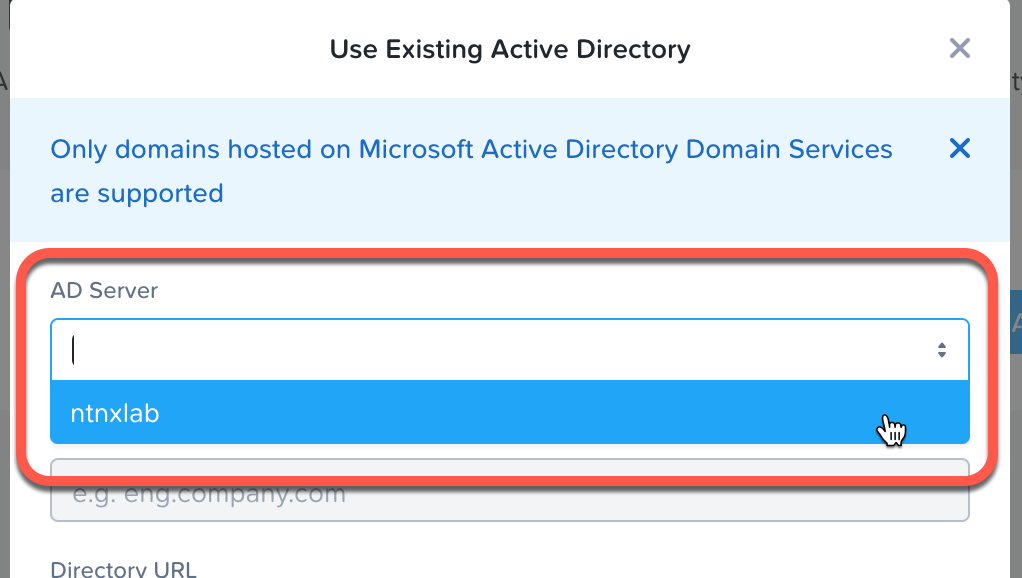 Use Existing Active Directory
Only domains hosted on Microsoft Active Directory Domain Services
are supported
AD Server
ntnxlab
e.g. eng.company.com
Directory URL